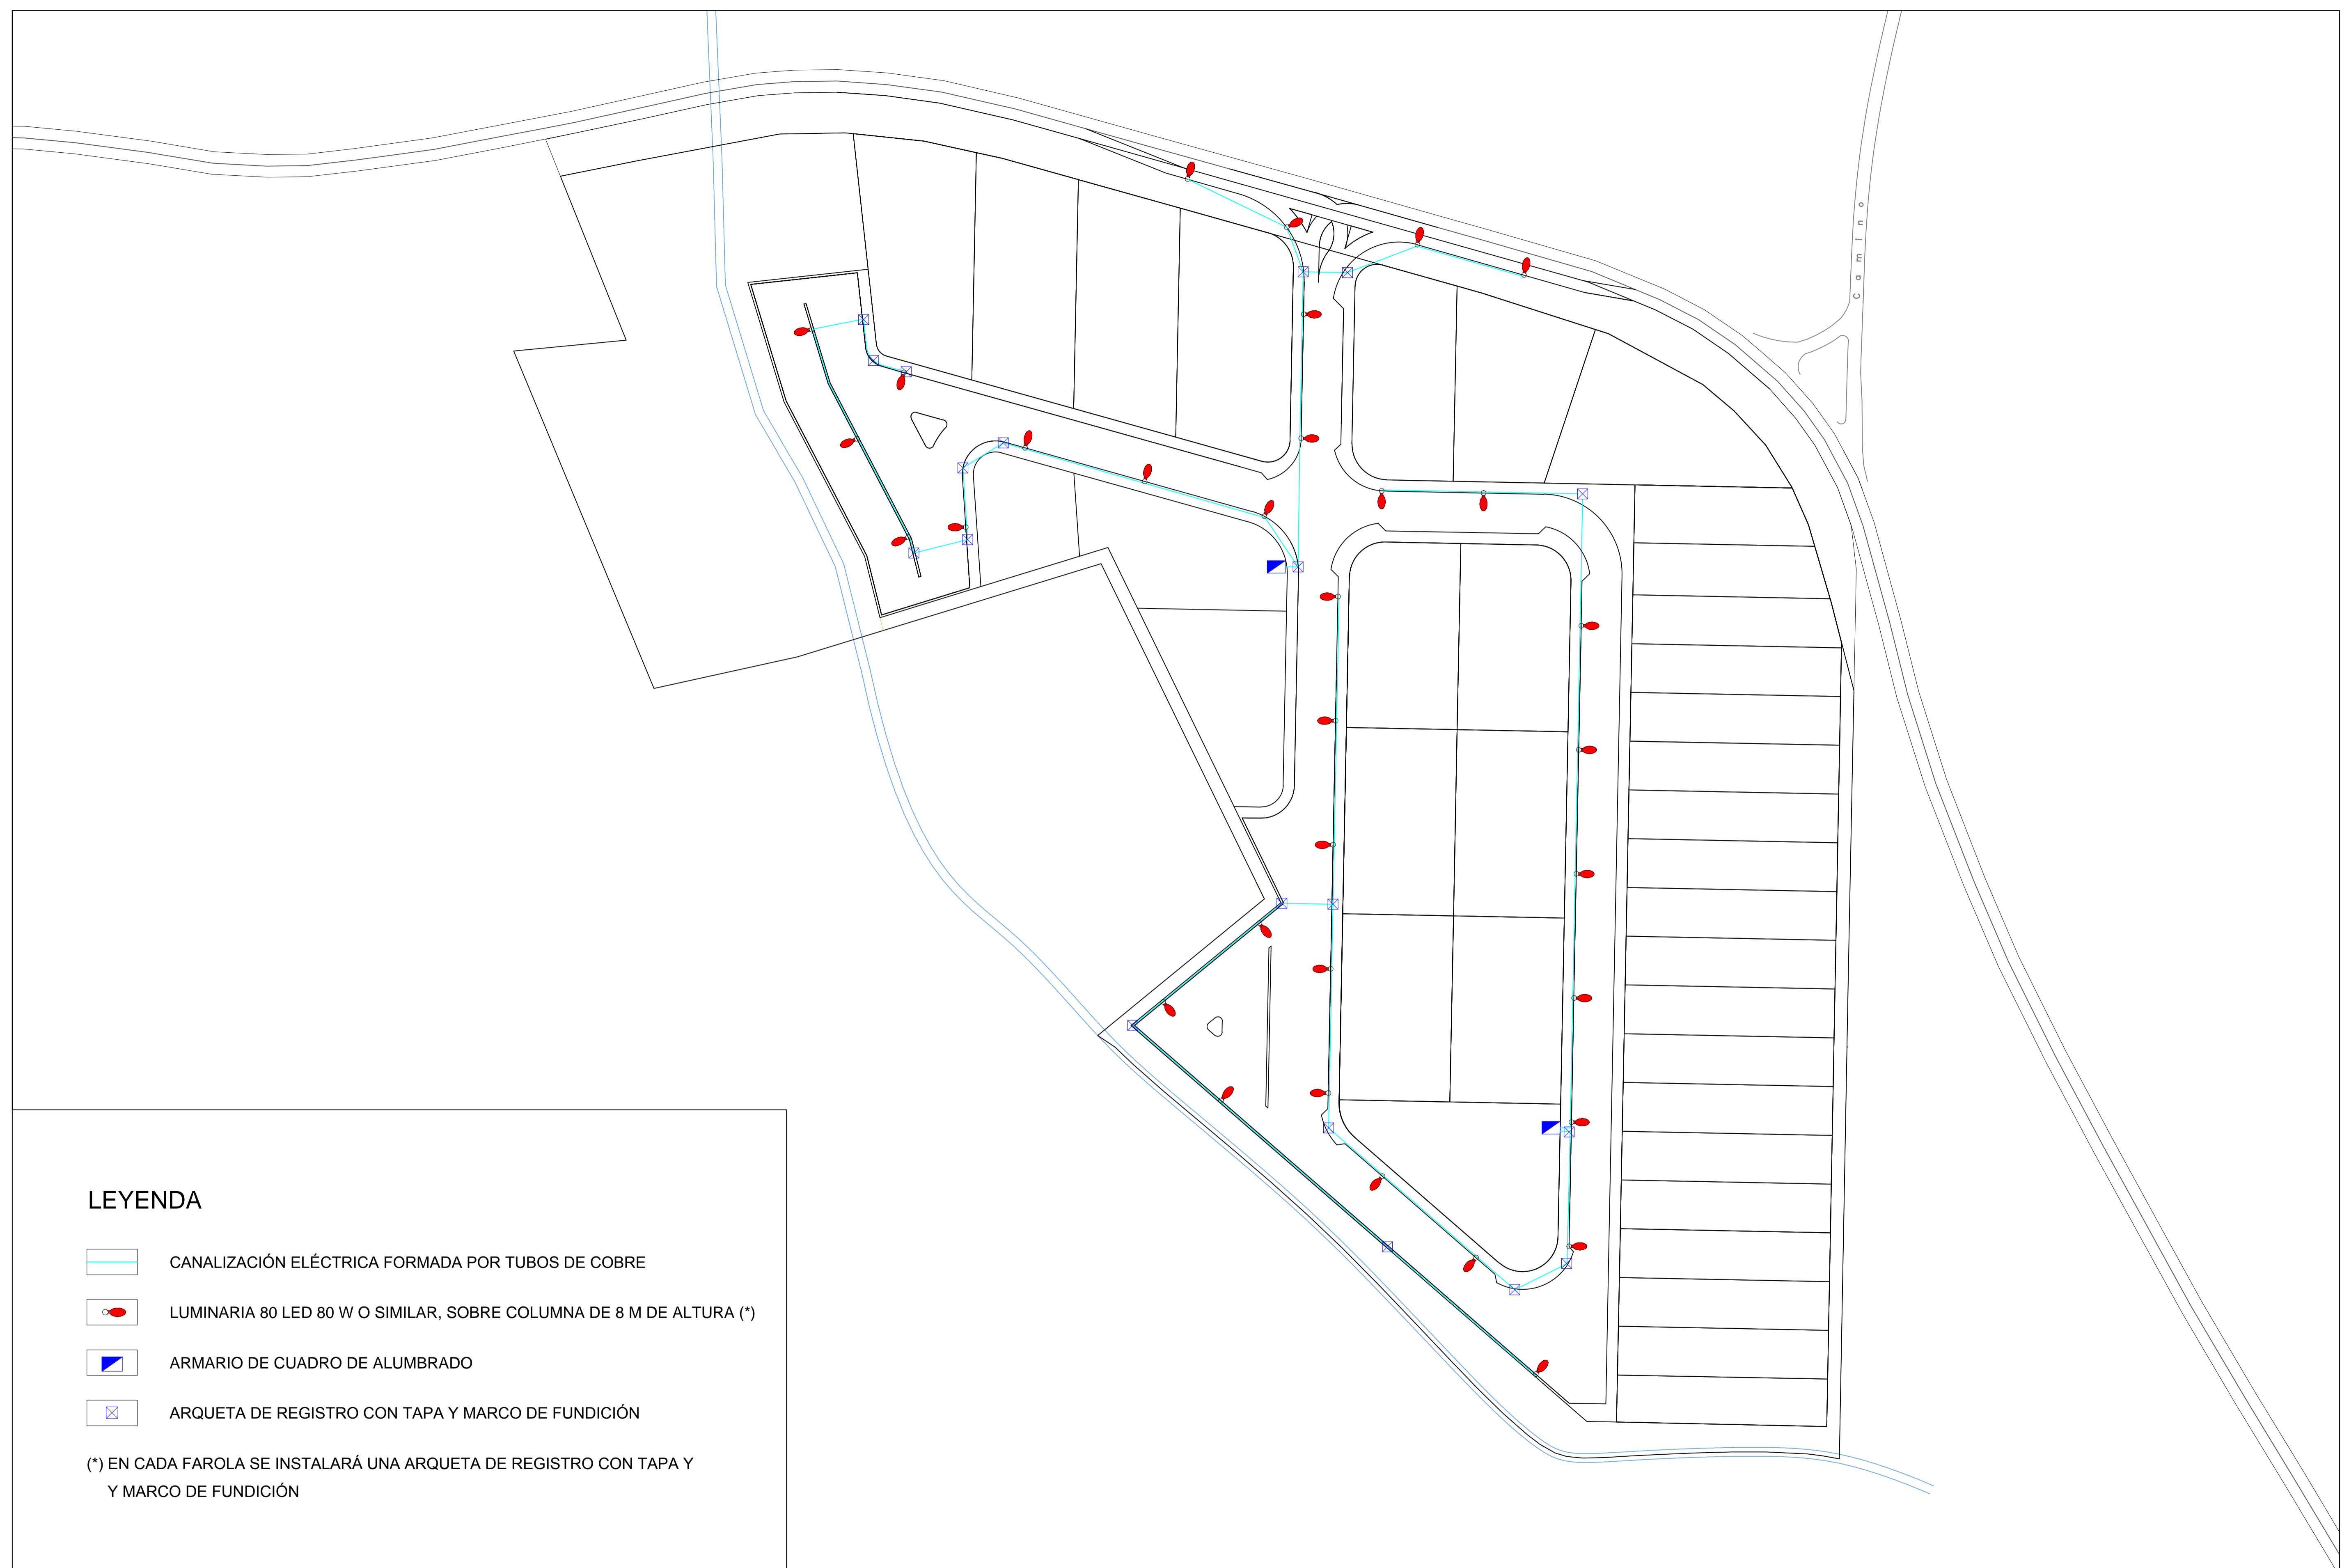 Camino
LEYENDA
CANALIZACIÓN ELÉCTRICA FORMADA POR TUBOS DE COBRE
LUMINARIA 80 LED 80 W O SIMILAR, SOBRE COLUMNA DE 8 M DE ALTURA (*)
ARMARIO DE CUADRO DE ALUMBRADO
ARQUETA DE REGISTRO CON TAPA Y MARCO DE FUNDICIÓN
(*) EN CADA FAROLA SE INSTALARÁ UNA ARQUETA DE REGISTRO CON TAPA Y
Y MARCO DE FUNDICIÓN